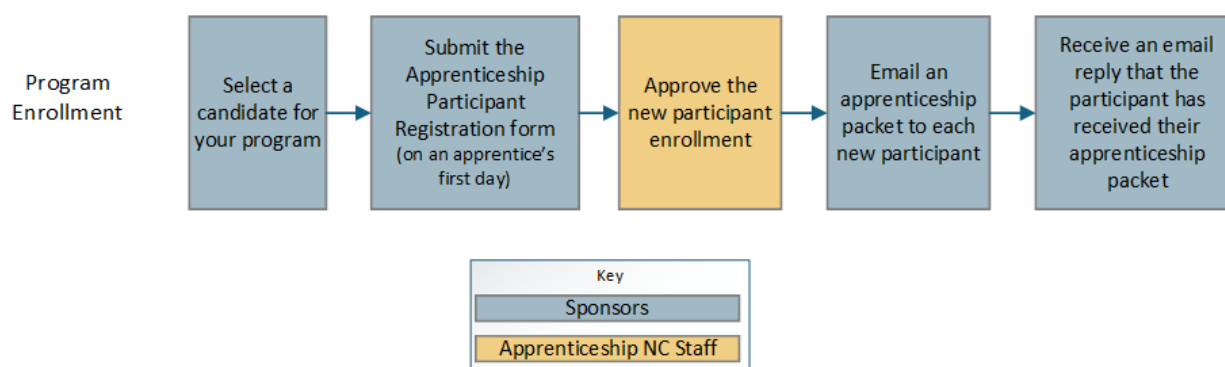 Program
Enrollment
Select a
candidate for
your program
Submit the
Apprenticeship
Participant
Registration form
(on an apprentice's
first day)
Approve the
new participant
enrollment
Email an
apprenticeship
packet to each
new participant
Receive an email
reply that the
participant has
received their
apprenticeship
packet
Key
Sponsors
Apprenticeship NC Staff